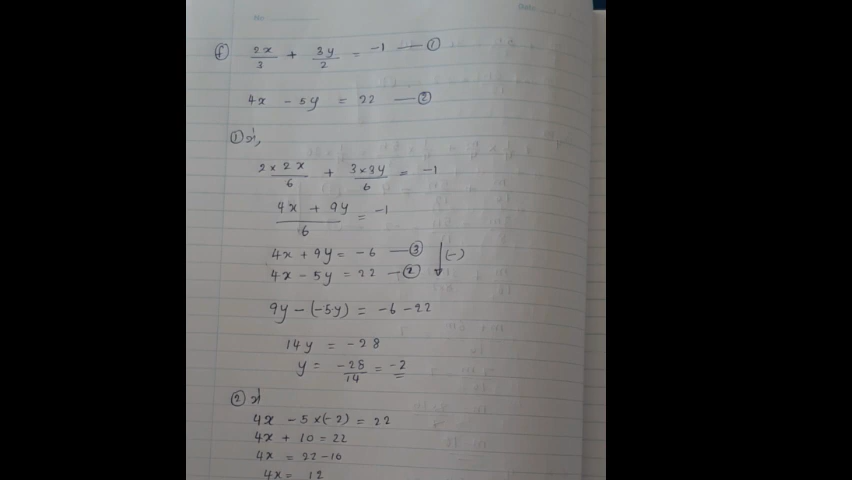 No
Date
f) 2x/3 + 3y/2 = -1 — ①
4x - 5y = 22 — ②
①
2 × 2x/6 + 3 × 3y/6 = -1
4x + 9y/6 = -1
4x + 9y = -6 — ③
4x - 5y = 22 — ② ↓ (-)
9y - (-5y) = -6 - 22
14y = -28
y = -28/14 = -2
②
4x - 5 × (-2) = 22
4x + 10 = 22
4x = 22 - 10
4x = 12